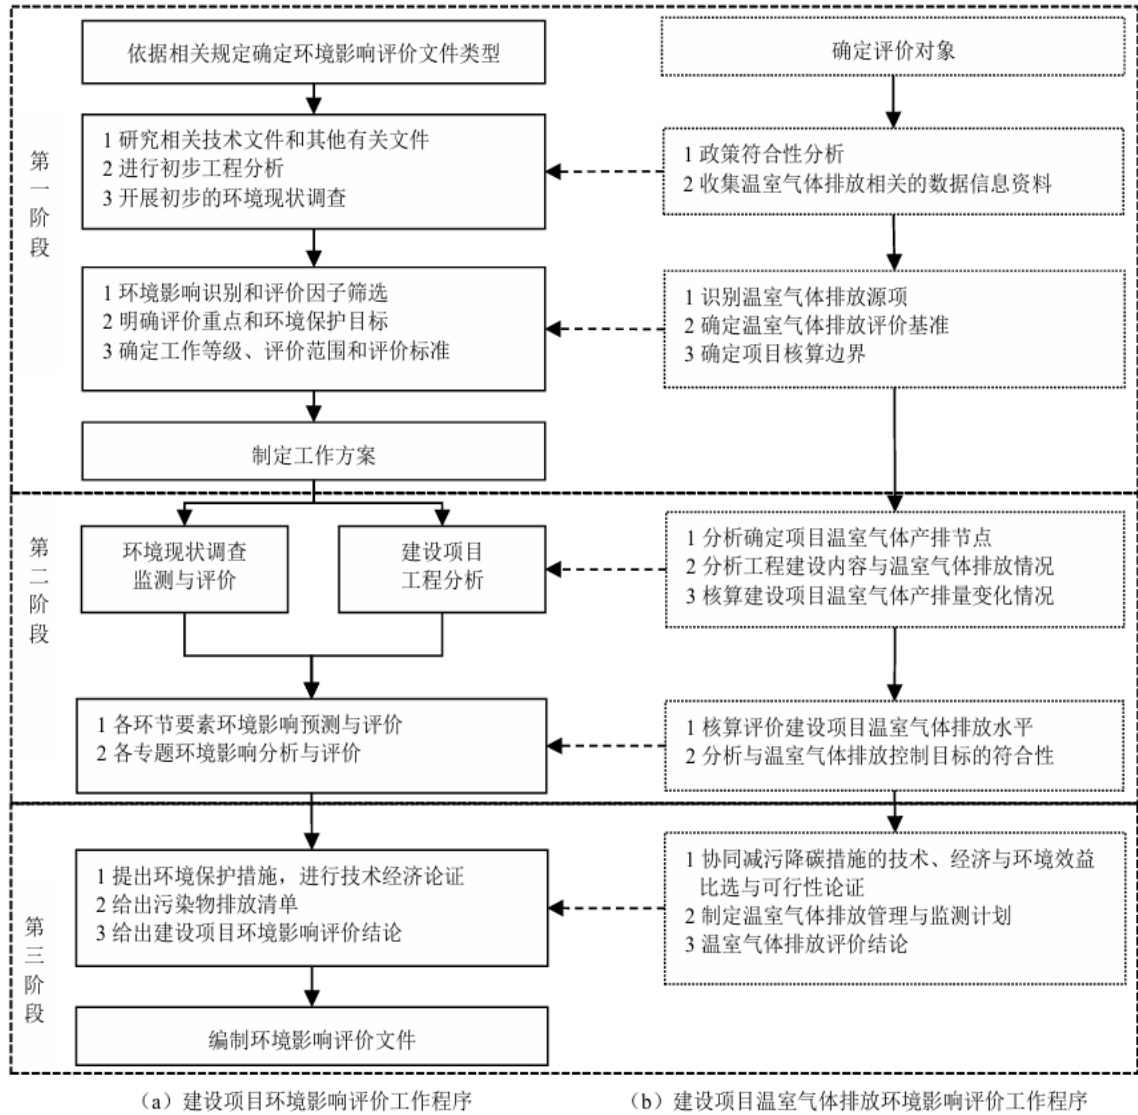 依据相关规定确定环境影响评价文件类型
确定评价对象
第一阶段
1 研究相关技术文件和其他有关文件
2 进行初步工程分析
3 开展初步的环境现状调查
1 政策符合性分析
2 收集温室气体排放相关的数据信息资料
1 环境影响识别和评价因子筛选
2 明确评价重点和环境保护目标
3 确定工作等级、评价范围和评价标准
1 识别温室气体排放源项
2 确定温室气体排放评价基准
3 确定项目核算边界
制定工作方案
第二阶段
环境现状调查
监测与评价
建设项目
工程分析
1 分析确定项目温室气体产排节点
2 分析工程建设内容与温室气体排放情况
3 核算建设项目温室气体产排量变化情况
1 各环节要素环境影响预测与评价
2 各专题环境影响分析与评价
1 核算评价建设项目温室气体排放水平
2 分析与温室气体排放控制目标的符合性
第三阶段
1 提出环境保护措施，进行技术经济论证
2 给出污染物排放清单
3 给出建设项目环境影响评价结论
1 协同减污降碳措施的技术、经济与环境效益
比选与可行性论证
2 制定温室气体排放管理与监测计划
3 温室气体排放评价结论
编制环境影响评价文件
（a）建设项目环境影响评价工作程序
（b）建设项目温室气体排放环境影响评价工作程序